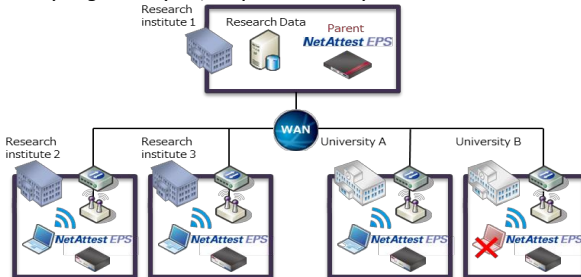 Research
institute 1
Research Data
Parent
NetAttest EPS
WAN
Research
institute 2
Research
institute 3
University A
University B
NetAttest EPS
NetAttest EPS
NetAttest EPS
NetAttest EPS